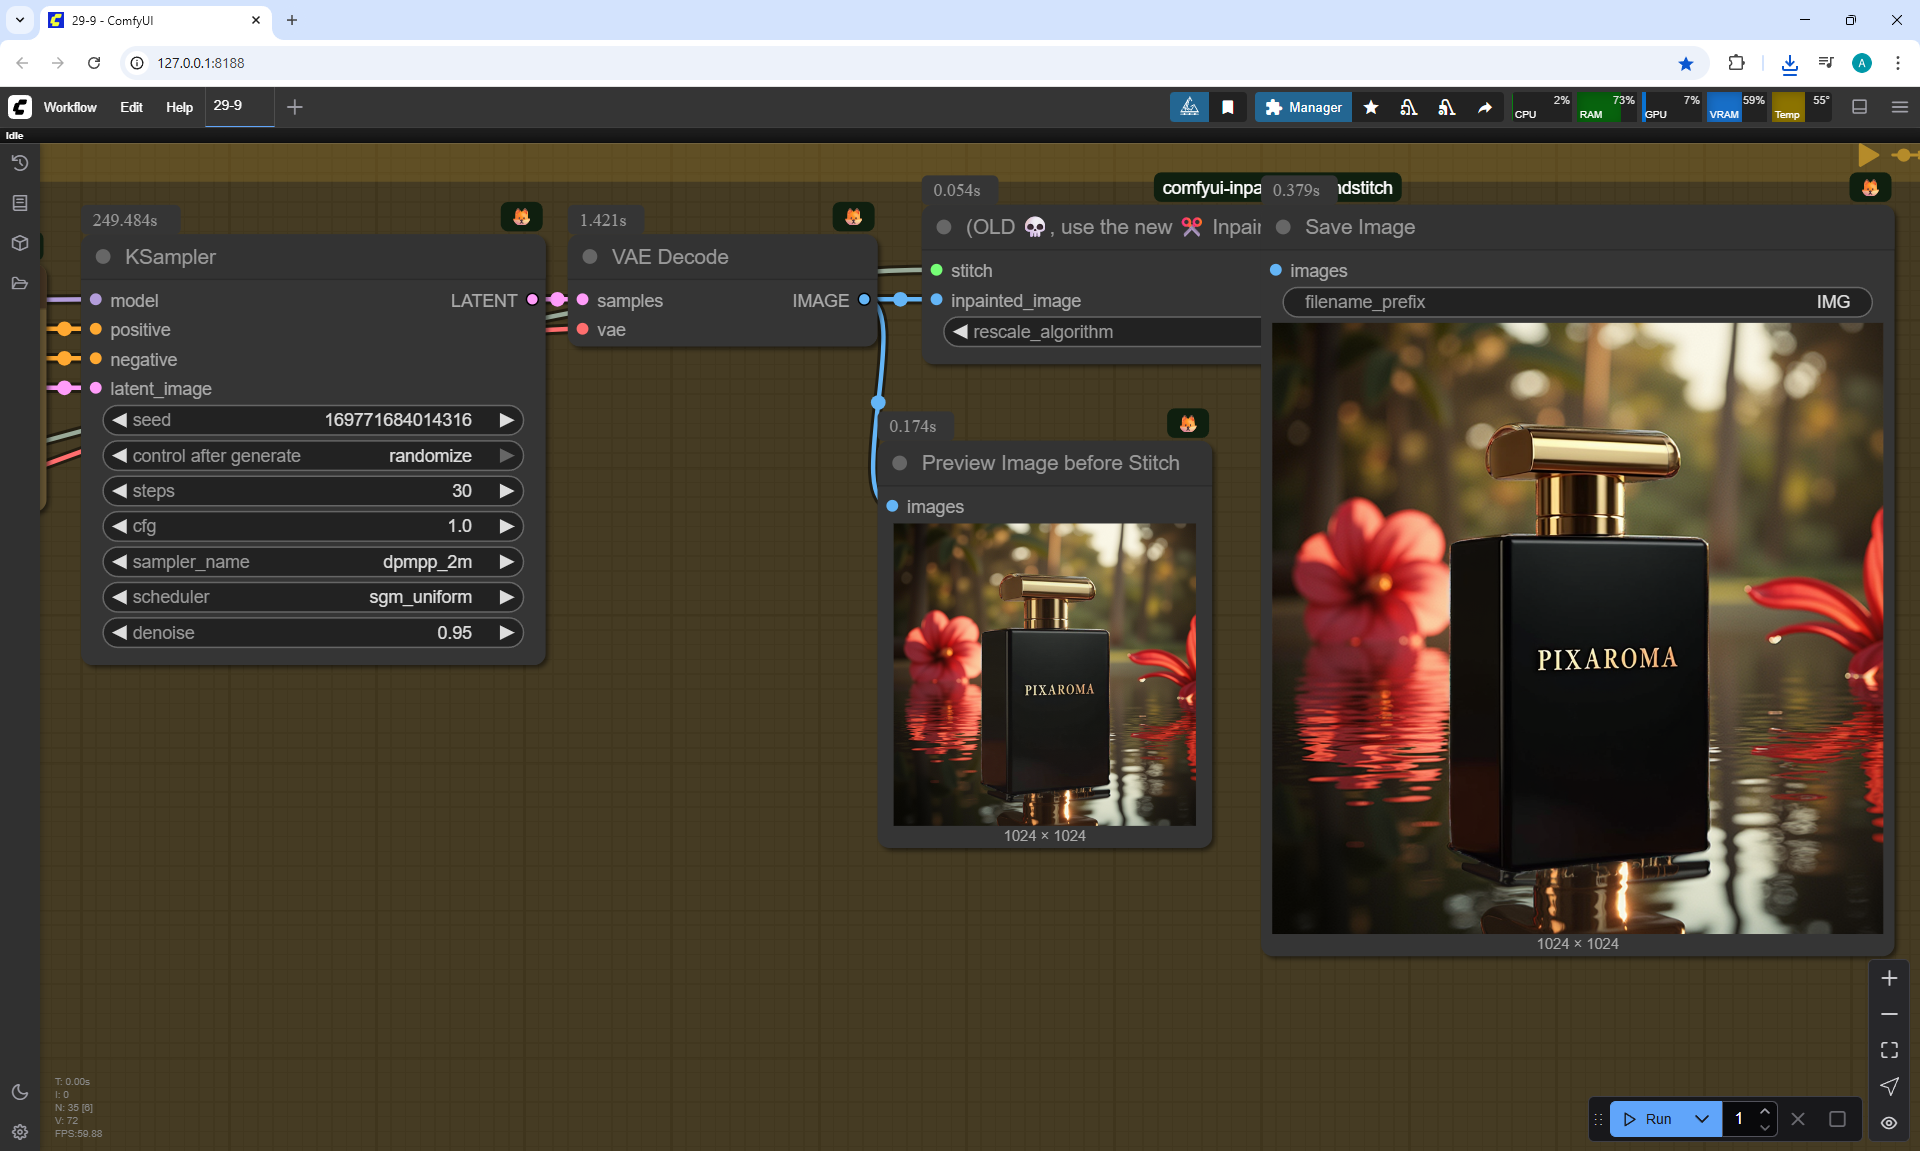 29-9 - ComfyUI
127.0.0.1:8188
A
Workflow Edit Help 29-9
Manager
CPU 2%
RAM 73%
GPU 7%
VRAM 59%
Temp 55°
Idle
249.484s
KSampler
model LATENT
positive
negative
latent_image
seed 169771684014316
control after generate randomize
steps 30
cfg 1.0
sampler_name dpmpp_2m
scheduler sgm_uniform
denoise 0.95
1.421s
VAE Decode
samples IMAGE
vae
0.054s
comfyui-inpa
ndstitch
(OLD 💀, use the new ✂️ Inpain
stitch
inpainted_image
rescale_algorithm
0.174s
Preview Image before Stitch
images
PIXAROMA
1024 × 1024
0.379s
Save Image
images
filename_prefix IMG
PIXAROMA
1024 × 1024
T: 0.00s
I: 0
N: 35 [6]
V: 72
FPS:59.88
Run 1